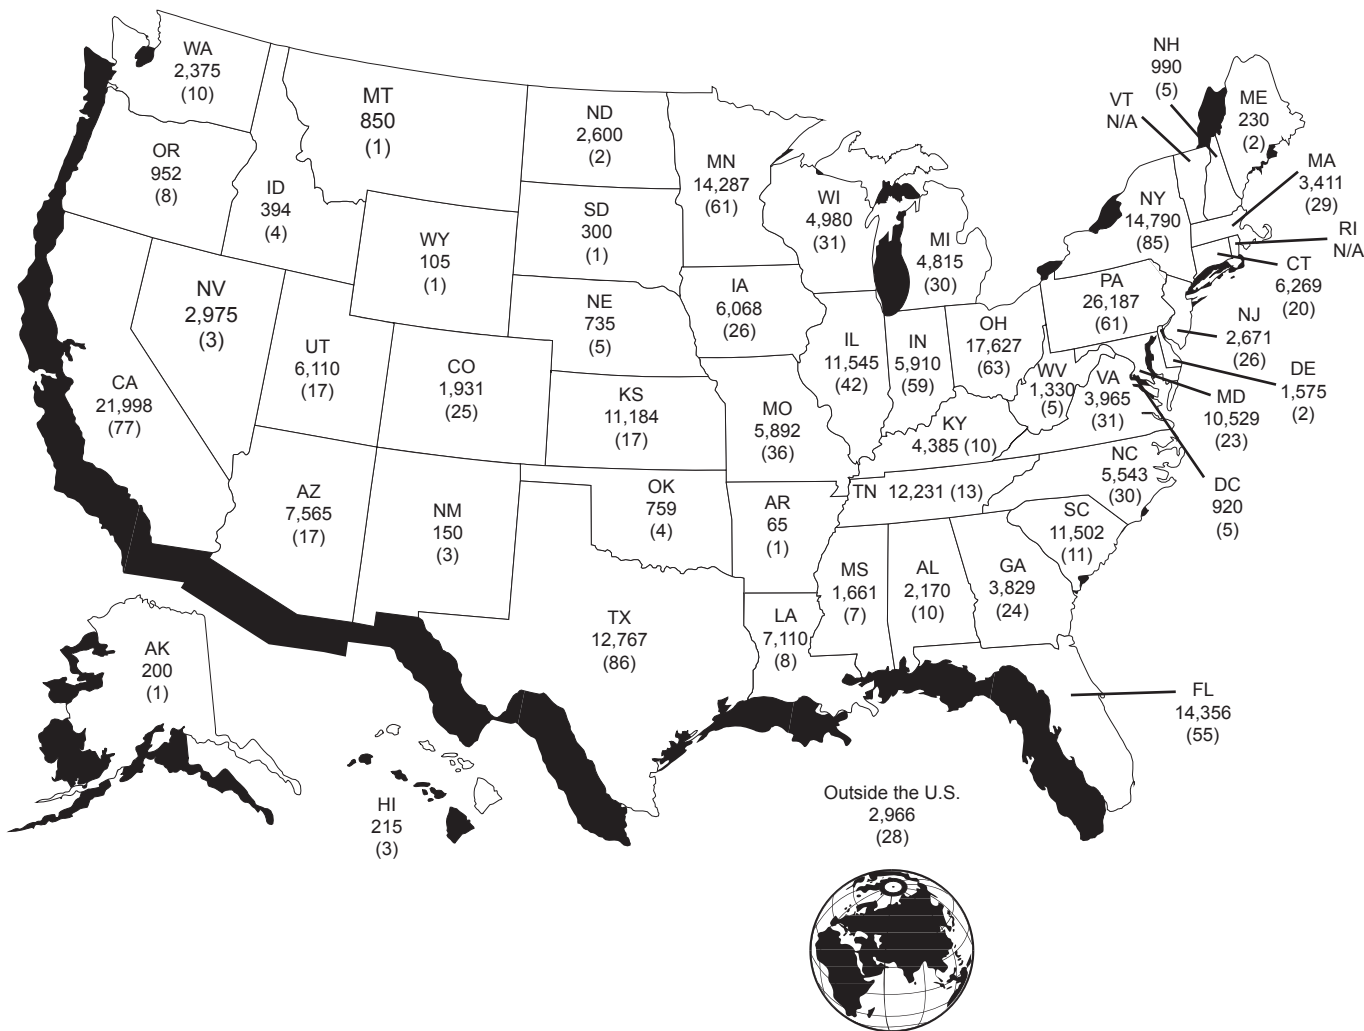 WA
2,375
(10)
OR
952
(8)
ID
394
(4)
MT
850
(1)
ND
2,600
(2)
SD
300
(1)
WY
105
(1)
NE
735
(5)
NV
2,975
(3)
UT
6,110
(17)
CO
1,931
(25)
KS
11,184
(17)
CA
21,998
(77)
AZ
7,565
(17)
NM
150
(3)
OK
759
(4)
TX
12,767
(86)
MN
14,287
(61)
IA
6,068
(26)
MO
5,892
(36)
AR
65
(1)
LA
7,110
(8)
WI
4,980
(31)
MI
4,815
(30)
IL
11,545
(42)
IN
5,910
(59)
OH
17,627
(63)
WV
1,330
(5)
VA
3,965
(31)
KY
4,385 (10)
TN 12,231 (13)
NC
5,543
(30)
SC
11,502
(11)
MS
1,661
(7)
AL
2,170
(10)
GA
3,829
(24)
FL
14,356
(55)
NH
990
(5)
VT
N/A
ME
230
(2)
MA
3,411
(29)
NY
14,790
(85)
RI
N/A
CT
6,269
(20)
PA
26,187
(61)
NJ
2,671
(26)
DE
1,575
(2)
MD
10,529
(23)
DC
920
(5)
AK
200
(1)
HI
215
(3)
Outside the U.S.
2,966
(28)